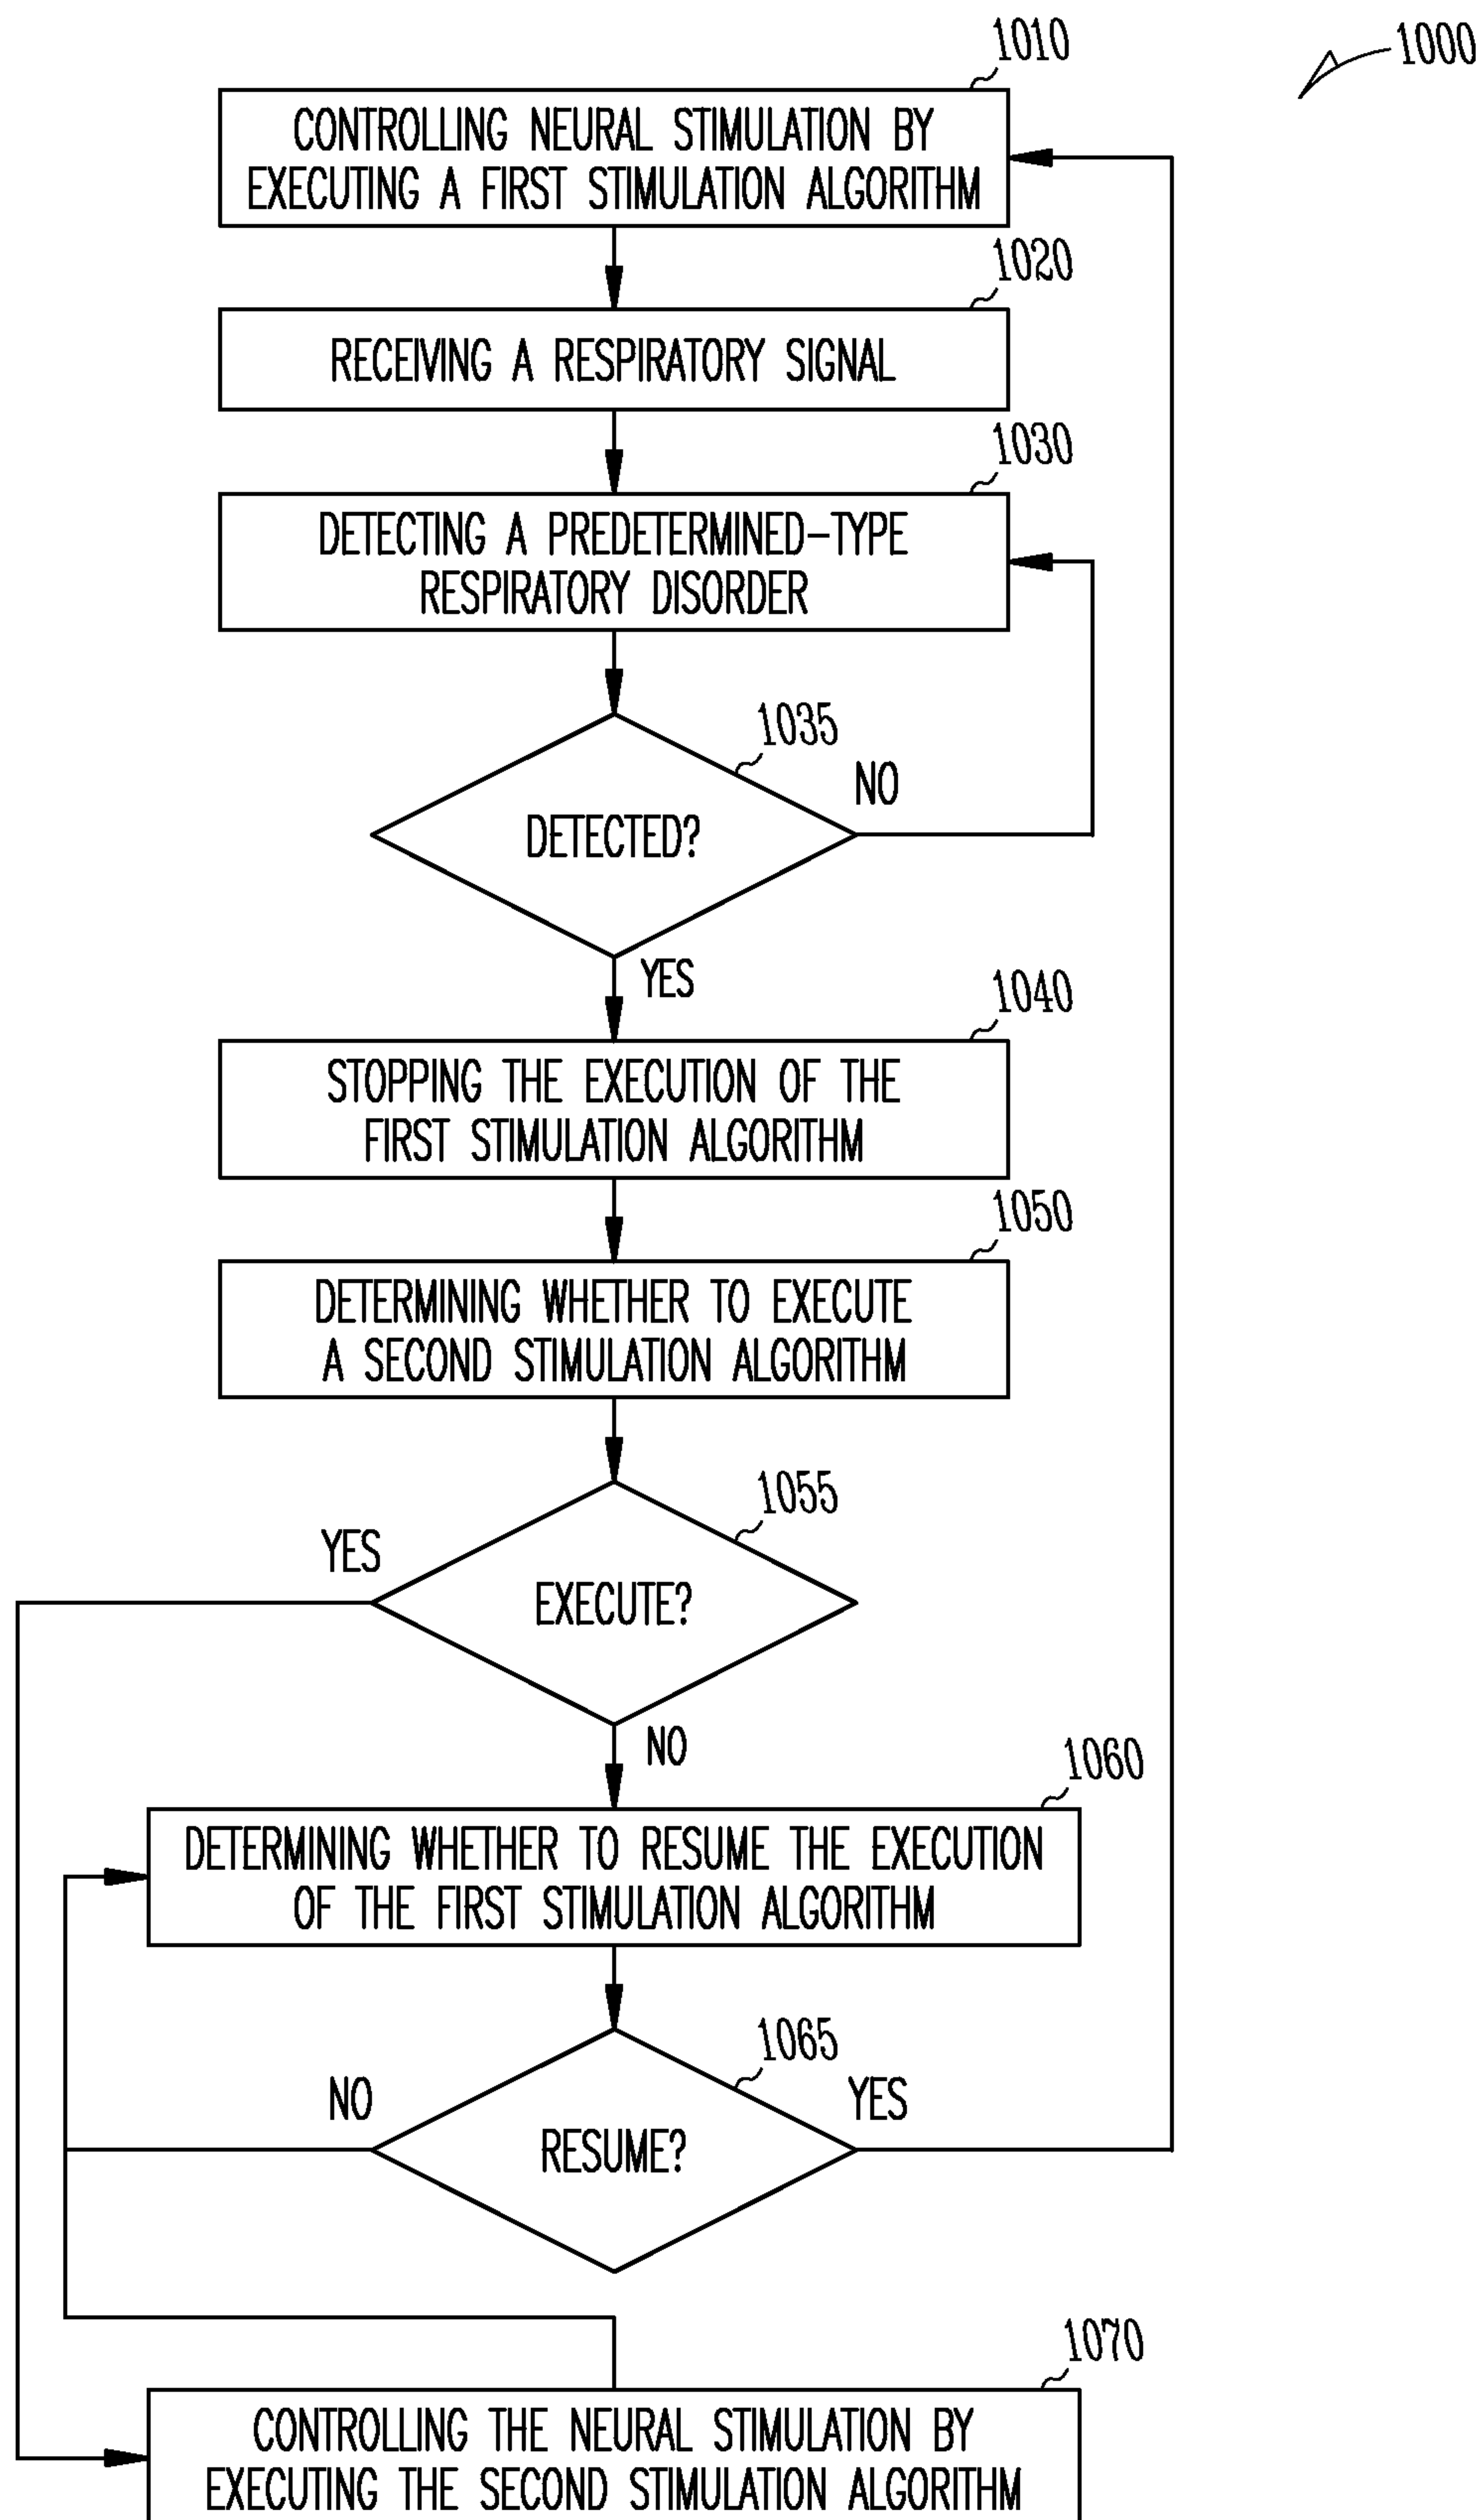 1010
1000
CONTROLLING NEURAL STIMULATION BY
EXECUTING A FIRST STIMULATION ALGORITHM
1020
RECEIVING A RESPIRATORY SIGNAL
1030
DETECTING A PREDETERMINED-TYPE
RESPIRATORY DISORDER
1035
NO
DETECTED?
YES
1040
STOPPING THE EXECUTION OF THE
FIRST STIMULATION ALGORITHM
1050
DETERMINING WHETHER TO EXECUTE
A SECOND STIMULATION ALGORITHM
1055
YES
EXECUTE?
NO
1060
DETERMINING WHETHER TO RESUME THE EXECUTION
OF THE FIRST STIMULATION ALGORITHM
1065
NO
YES
RESUME?
1070
CONTROLLING THE NEURAL STIMULATION BY
EXECUTING THE SECOND STIMULATION ALGORITHM